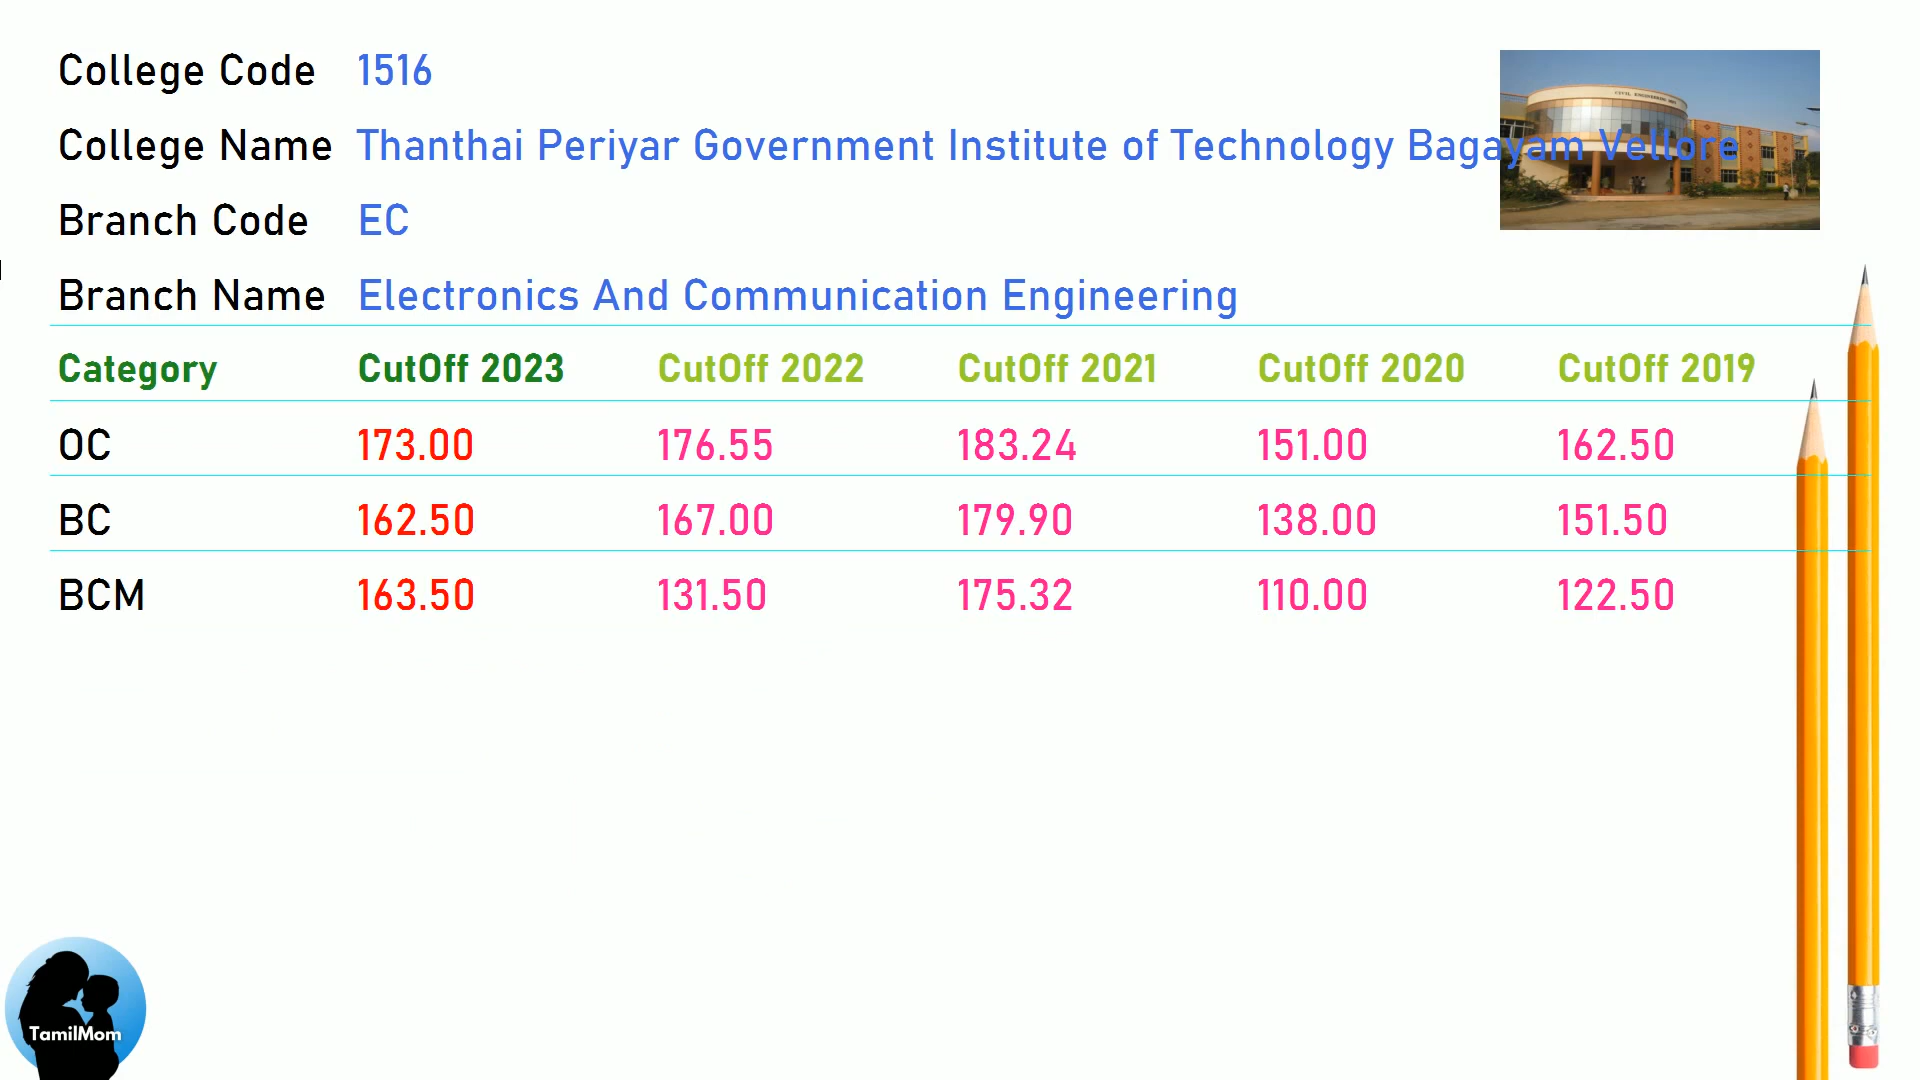 College Code 1516
College Name Thanthai Periyar Government Institute of Technology Bagayam Vellore
Branch Code EC
Branch Name Electronics And Communication Engineering
Category CutOff 2023 CutOff 2022 CutOff 2021 CutOff 2020 CutOff 2019
OC 173.00 176.55 183.24 151.00 162.50
BC 162.50 167.00 179.90 138.00 151.50
BCM 163.50 131.50 175.32 110.00 122.50
TamilMom